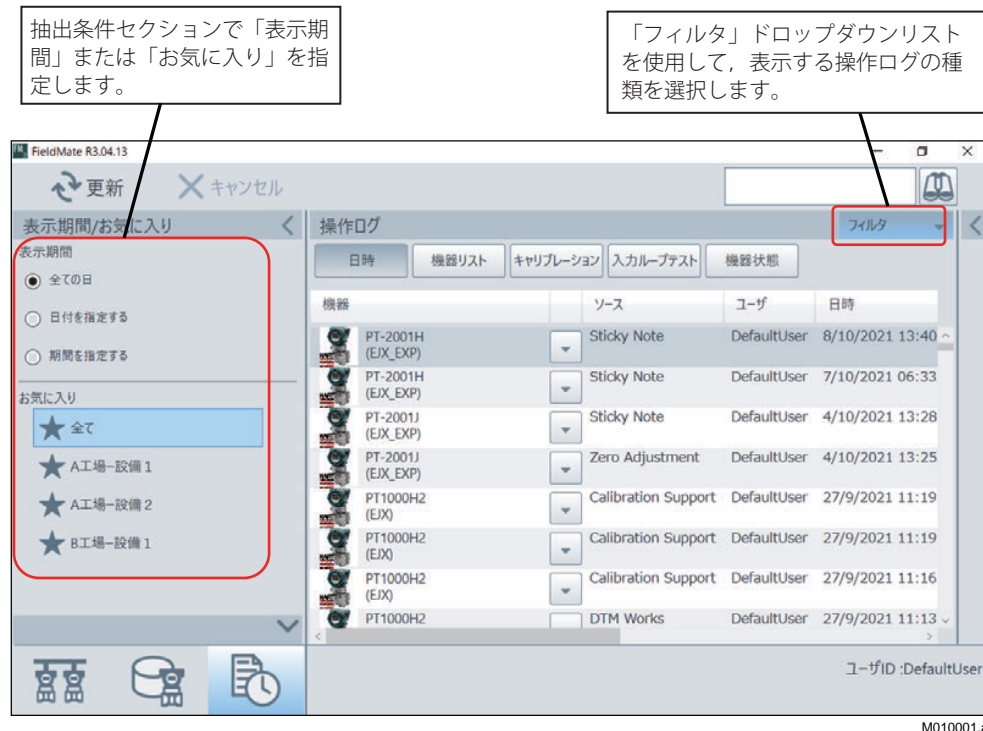 抽出条件セクションで「表示期
間」または「お気に入り」を指
定します。
「フィルタ」ドロップダウンリスト
を使用して，表示する操作ログの種
類を選択します。
FieldMate R3.04.13
更新 キャンセル
表示期間/お気に入り
表示期間
全ての日
日付を指定する
期間を指定する
お気に入り
全て
A工場-設備1
A工場-設備2
B工場-設備1
操作ログ フィルタ
日時 機器リスト キャリブレーション 入力ループテスト 機器状態
機器 ソース ユーザ 日時
PT-2001H Sticky Note DefaultUser 8/10/2021 13:40
(EJX_EXP)
PT-2001H Sticky Note DefaultUser 7/10/2021 06:33
(EJX_EXP)
PT-2001J Sticky Note DefaultUser 4/10/2021 13:28
(EJX_EXP)
PT-2001J Zero Adjustment DefaultUser 4/10/2021 13:25
(EJX_EXP)
PT1000H2 Calibration Support DefaultUser 27/9/2021 11:19
(EJX)
PT1000H2 Calibration Support DefaultUser 27/9/2021 11:19
(EJX)
PT1000H2 Calibration Support DefaultUser 27/9/2021 11:16
(EJX)
PT1000H2 DTM Works DefaultUser 27/9/2021 11:13
ユーザID :DefaultUser